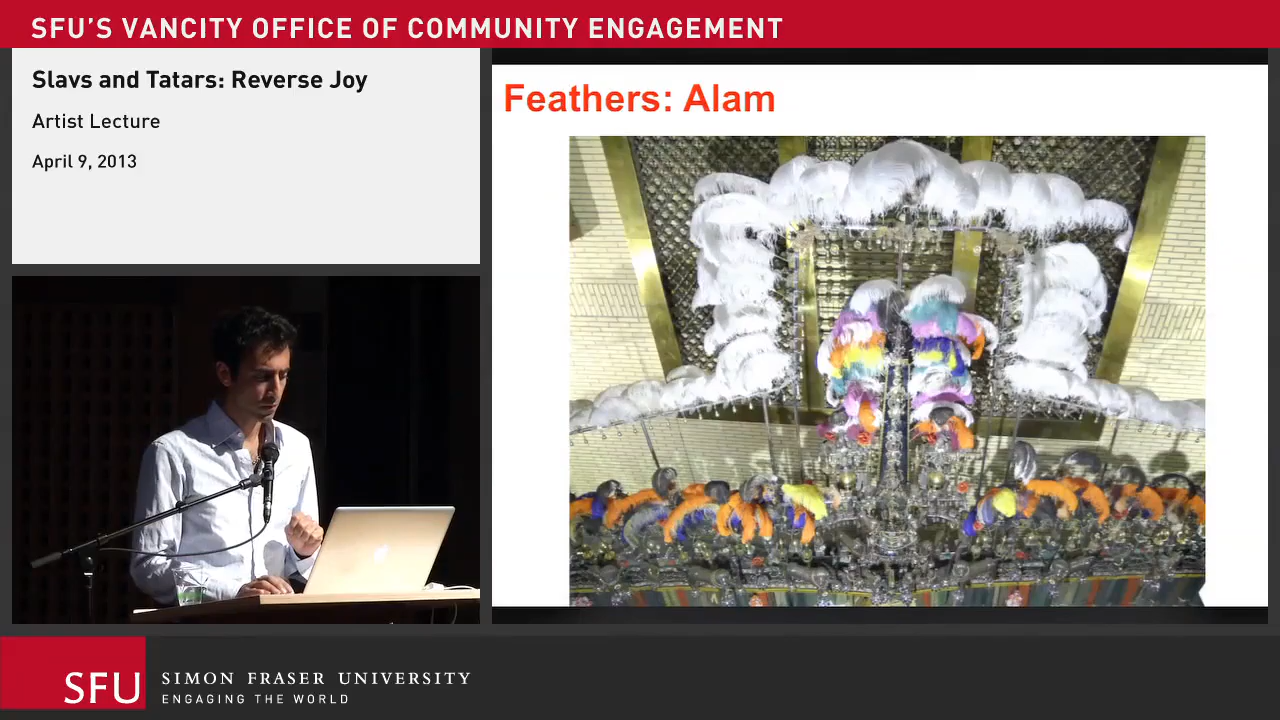 SFU'S VANCITY OFFICE OF COMMUNITY ENGAGEMENT
Slavs and Tatars: Reverse Joy
Artist Lecture
April 9, 2013
Feathers: Alam
SFU
SIMON FRASER UNIVERSITY
ENGAGING THE WORLD